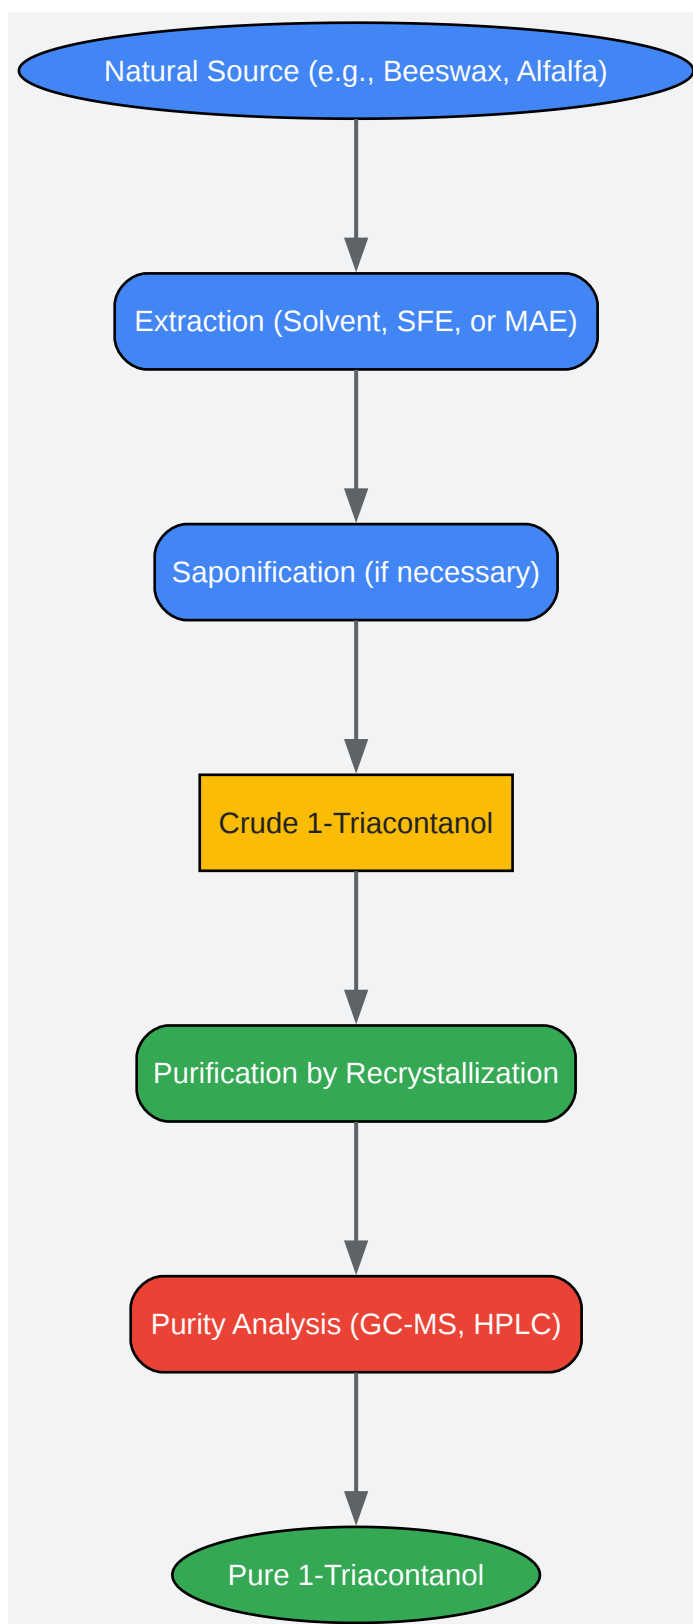 Natural Source (e.g., Beeswax, Alfalfa)
Extraction (Solvent, SFE, or MAE)
Saponification (if necessary)
Crude 1-Triacontanol
Purification by Recrystallization
Purity Analysis (GC-MS, HPLC)
Pure 1-Triacontanol